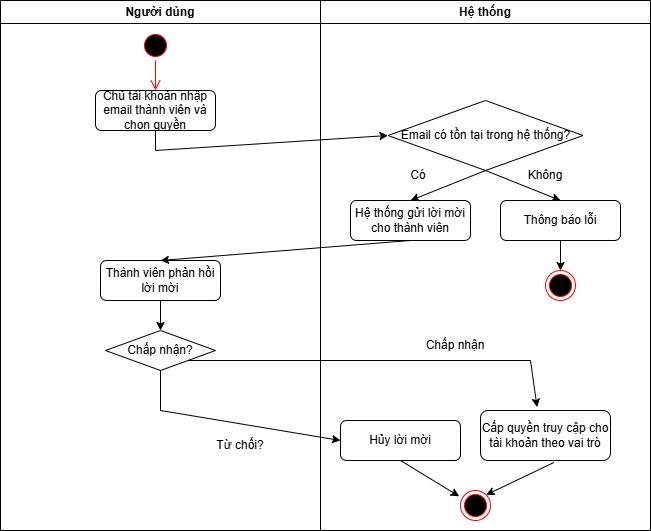 Người dùng
Hệ thống
Chủ tài khoản nhập
email thành viên và
chọn quyền
Email có tồn tại trong hệ thống?
Có
Không
Hệ thống gửi lời mời
cho thành viên
Thông báo lỗi
Thành viên phản hồi
lời mời
Chấp nhận?
Chấp nhận
Từ chối?
Hủy lời mời
Cấp quyền truy cập cho
tài khoản theo vai trò